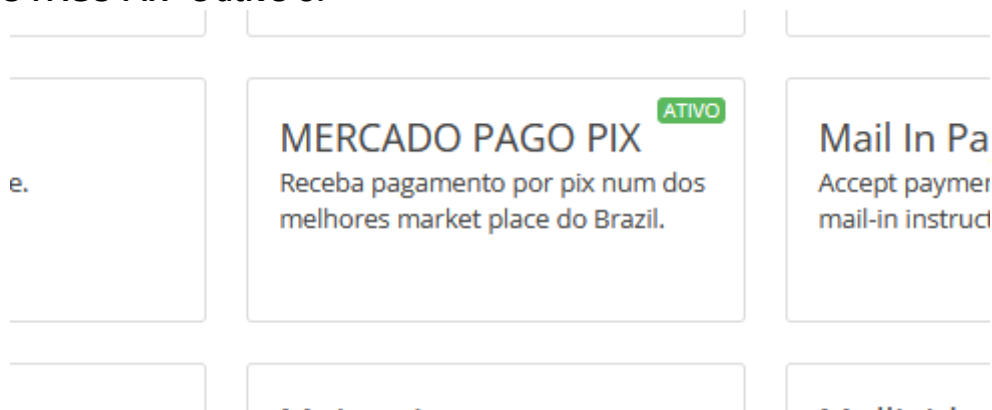 ATIVO
MERCADO PAGO PIX
Receba pagamento por pix num dos
melhores market place do Brazil.
e.
Mail In Pa
Accept paymer
mail-in instruct